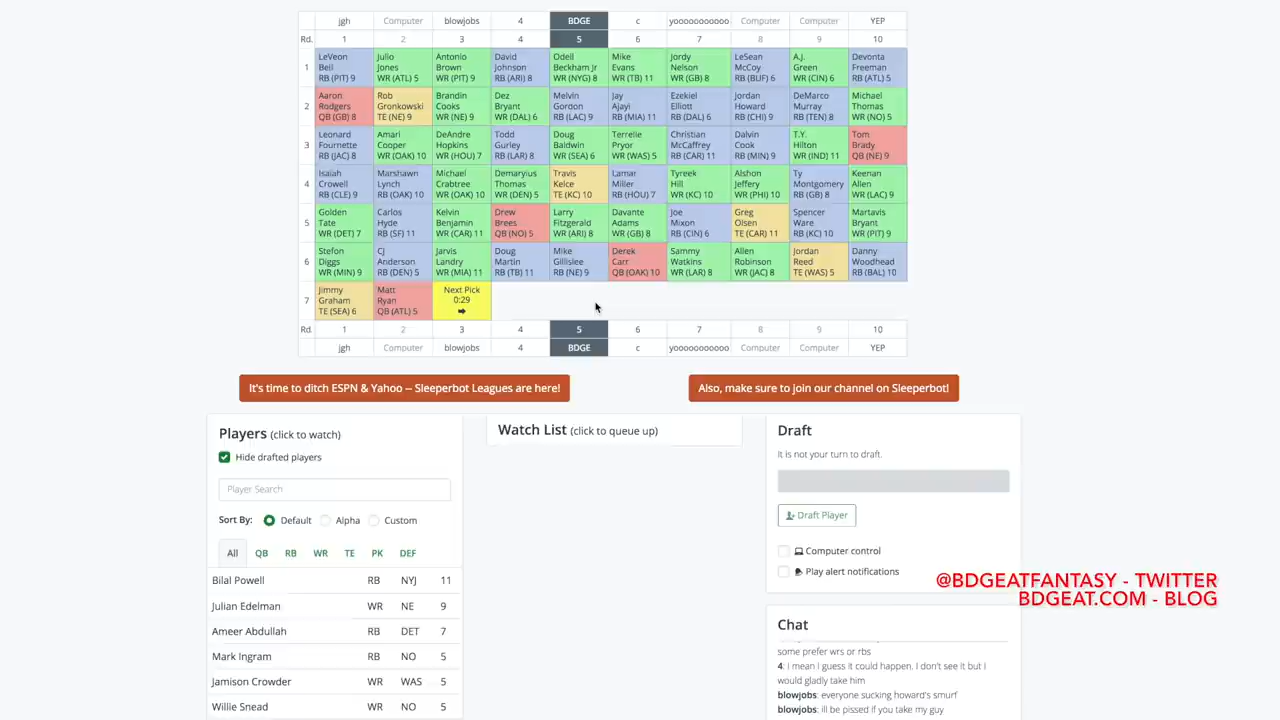 jgh Computer blowjobs 4 BDGE c yooooooooooo Computer Computer YEP
Rd. 1 2 3 4 5 6 7 8 9 10
LeVeon Julio Antonio David Odell Mike Jordy LeSean A.J. Devonta
1 Bell Jones Brown Johnson Beckham Jr Evans Nelson McCoy Green Freeman
RB (PIT) 9 WR (ATL) 5 WR (PIT) 9 RB (ARI) 8 WR (NYG) 8 WR (TB) 11 WR (GB) 8 RB (BUF) 6 WR (CIN) 6 RB (ATL) 5
Aaron Rob Brandin Dez Melvin Jay Ezekiel Jordan DeMarco Michael
2 Rodgers Gronkowski Cooks Bryant Gordon Ajayi Elliott Howard Murray Thomas
QB (GB) 8 TE (NE) 9 WR (NE) 9 WR (DAL) 6 RB (LAC) 9 RB (MIA) 11 RB (DAL) 6 RB (CHI) 9 RB (TEN) 8 WR (NO) 5
Leonard Amari DeAndre Todd Doug Terrelle Christian Dalvin T.Y. Tom
3 Fournette Cooper Hopkins Gurley Baldwin Pryor McCaffrey Cook Hilton Brady
RB (JAC) 8 WR (OAK) 10 WR (HOU) 7 RB (LAR) 8 WR (SEA) 6 WR (WAS) 5 RB (CAR) 11 RB (MIN) 9 WR (IND) 11 QB (NE) 9
Isaiah Marshawn Michael Demaryius Travis Lamar Tyreek Alshon Ty Keenan
4 Crowell Lynch Crabtree Thomas Kelce Miller Hill Jeffery Montgomery Allen
RB (CLE) 9 RB (OAK) 10 WR (OAK) 10 WR (DEN) 5 TE (KC) 10 RB (HOU) 7 WR (KC) 10 WR (PHI) 10 RB (GB) 8 WR (LAC) 9
Golden Carlos Kelvin Drew Larry Davante Joe Greg Spencer Martavis
5 Tate Hyde Benjamin Brees Fitzgerald Adams Mixon Olsen Ware Bryant
WR (DET) 7 RB (SF) 11 WR (CAR) 11 QB (NO) 5 WR (ARI) 8 WR (GB) 8 RB (CIN) 6 TE (CAR) 11 RB (KC) 10 WR (PIT) 9
Stefon CJ Jarvis Doug Mike Derek Sammy Allen Jordan Danny
6 Diggs Anderson Landry Martin Gillislee Carr Watkins Robinson Reed Woodhead
WR (MIN) 9 RB (DEN) 5 WR (MIA) 11 RB (TB) 11 RB (NE) 9 QB (OAK) 10 WR (LAR) 8 WR (JAC) 8 TE (WAS) 5 RB (BAL) 10
Jimmy Matt Next Pick
7 Graham Ryan 0:29
TE (SEA) 6 QB (ATL) 5
Rd. 1 2 3 4 5 6 7 8 9 10
jgh Computer blowjobs 4 BDGE c yooooooooooo Computer Computer YEP
It's time to ditch ESPN & Yahoo -- Sleeperbot Leagues are here!
Also, make sure to join our channel on Sleeperbot!
Players (click to watch)
Hide drafted players
Player Search
Sort By: Default Alpha Custom
All QB RB WR TE PK DEF
Bilal Powell RB NYJ 11
Julian Edelman WR NE 9
Ameer Abdullah RB DET 7
Mark Ingram RB NO 5
Jamison Crowder WR WAS 5
Willie Snead WR NO 5
Watch List (click to queue up)
Draft
It is not your turn to draft.
Draft Player
Computer control
Play alert notifications
@BDGEATFANTASY - TWITTER
BDGEAT.COM - BLOG
Chat
some prefer wrs or rbs
4: I mean I guess it could happen. I don't see it but I
would gladly take him
blowjobs: everyone sucking howard's smurf
blowjobs: ill be pissed if you take my guy